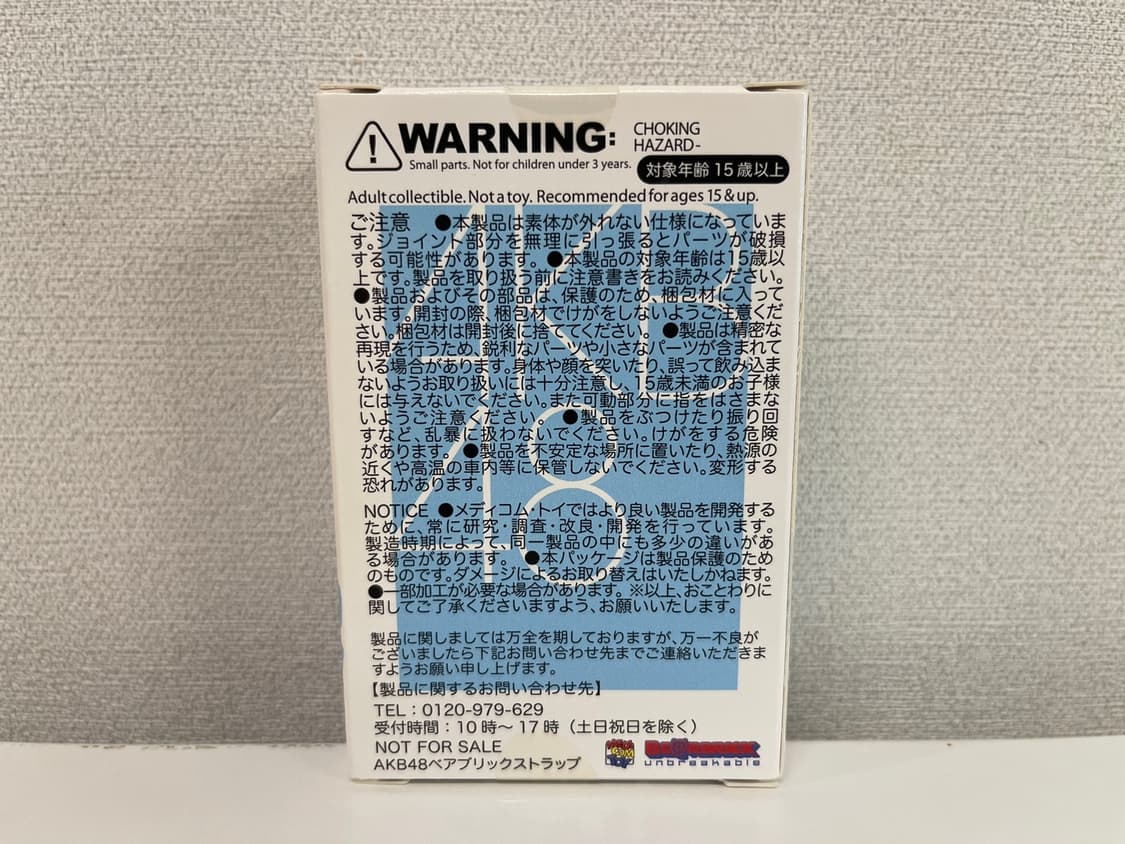 WARNING: CHOKING HAZARD-
Small parts. Not for children under 3 years.
対象年齢15歳以上
Adult collectible. Not a toy. Recommended for ages 15 & up.
AKB
48
ご注意 ●本製品は素体が外れない仕様になっていま
す。ジョイント部分を無理に引っ張るとパーツが破損
する可能性があります。●本製品の対象年齢は15歳以
上です。製品を取り扱う前に注意書きをお読みください。
●製品およびその部品は、保護のため、梱包材に入って
います。開封の際、梱包材でけがをしないようご注意くだ
さい。梱包材は開封後に捨ててください。 ●製品は精密な
再現を行うため、鋭利なパーツや小さなパーツが含まれて
いる場合があります。身体や顔を突いたり、誤って飲み込ま
ないようお取り扱いには十分注意し、15歳未満のお子様
には与えないでください。また可動部分に指をはさまな
いようご注意ください。 ●製品をぶつけたり振り回
すなど、乱暴に扱わないでください。けがをする危険
があります。 ●製品を不安定な場所に置いたり、熱源の
近くや高温の車内等に保管しないでください。変形する
恐れがあります。
NOTICE ●メディコム・トイではより良い製品を開発する
ために、常に研究・調査・改良・開発を行っています。
製造時期によって、同一製品の中にも多少の違いがあ
る場合があります。 ●本パッケージは製品保護のため
のものです。ダメージによるお取り替えはいたしかねます。
●一部加工が必要な場合があります。※以上、おことわりに
関してご了承くださいますよう、お願いいたします。
製品に関しましては万全を期しておりますが、万一不良が
ございましたら下記お問い合わせ先までご連絡いただきま
すようお願い申し上げます。
【製品に関するお問い合わせ先】
TEL：0120-979-629
受付時間：10時～17時（土日祝日を除く）
NOT FOR SALE
AKB48ベアブリックストラップ
MEDICOM TOY
BE@RBRICK
unbreakable